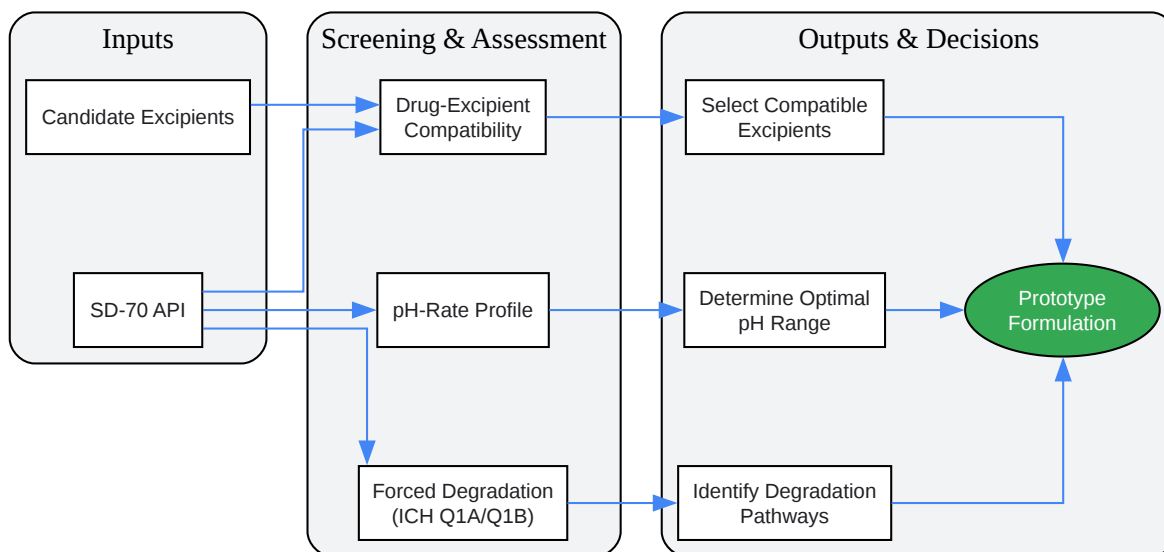 Inputs
Screening & Assessment
Outputs & Decisions
Candidate Excipients
Drug-Excipient
Compatibility
Select Compatible
Excipients
SD-70 API
pH-Rate Profile
Determine Optimal
pH Range
Prototype
Formulation
Forced Degradation
(ICH Q1A/Q1B)
Identify Degradation
Pathways